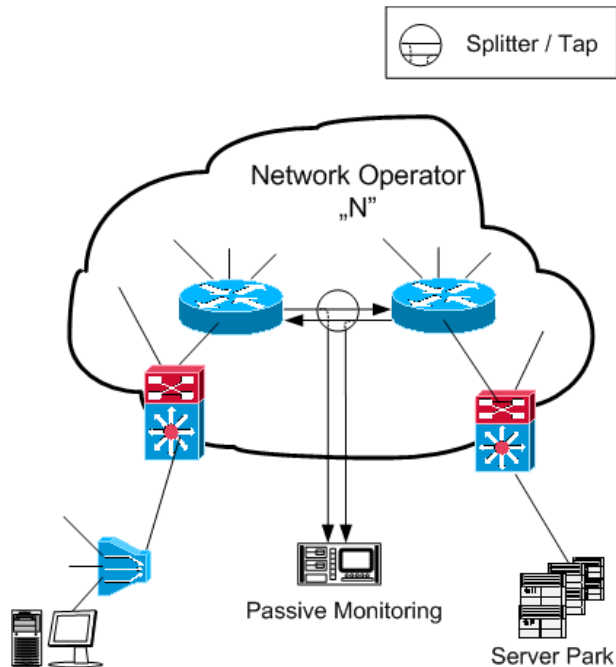 Splitter / Tap
Network Operator
„N”
Passive Monitoring
Server Park